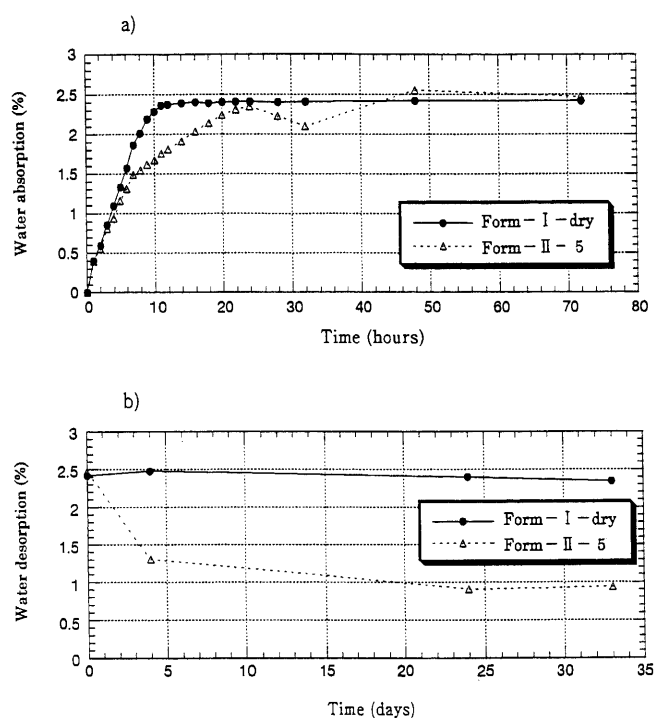 a)
3
2.5
2
1.5
1
0.5
0
Water absorption (%)
Form-I-dry
Form-II-5
0 10 20 30 40 50 60 70 80
Time (hours)
b)
3
2.5
2
1.5
1
0.5
0
Water desorption (%)
Form-I-dry
Form-II-5
0 5 10 15 20 25 30 35
Time (days)